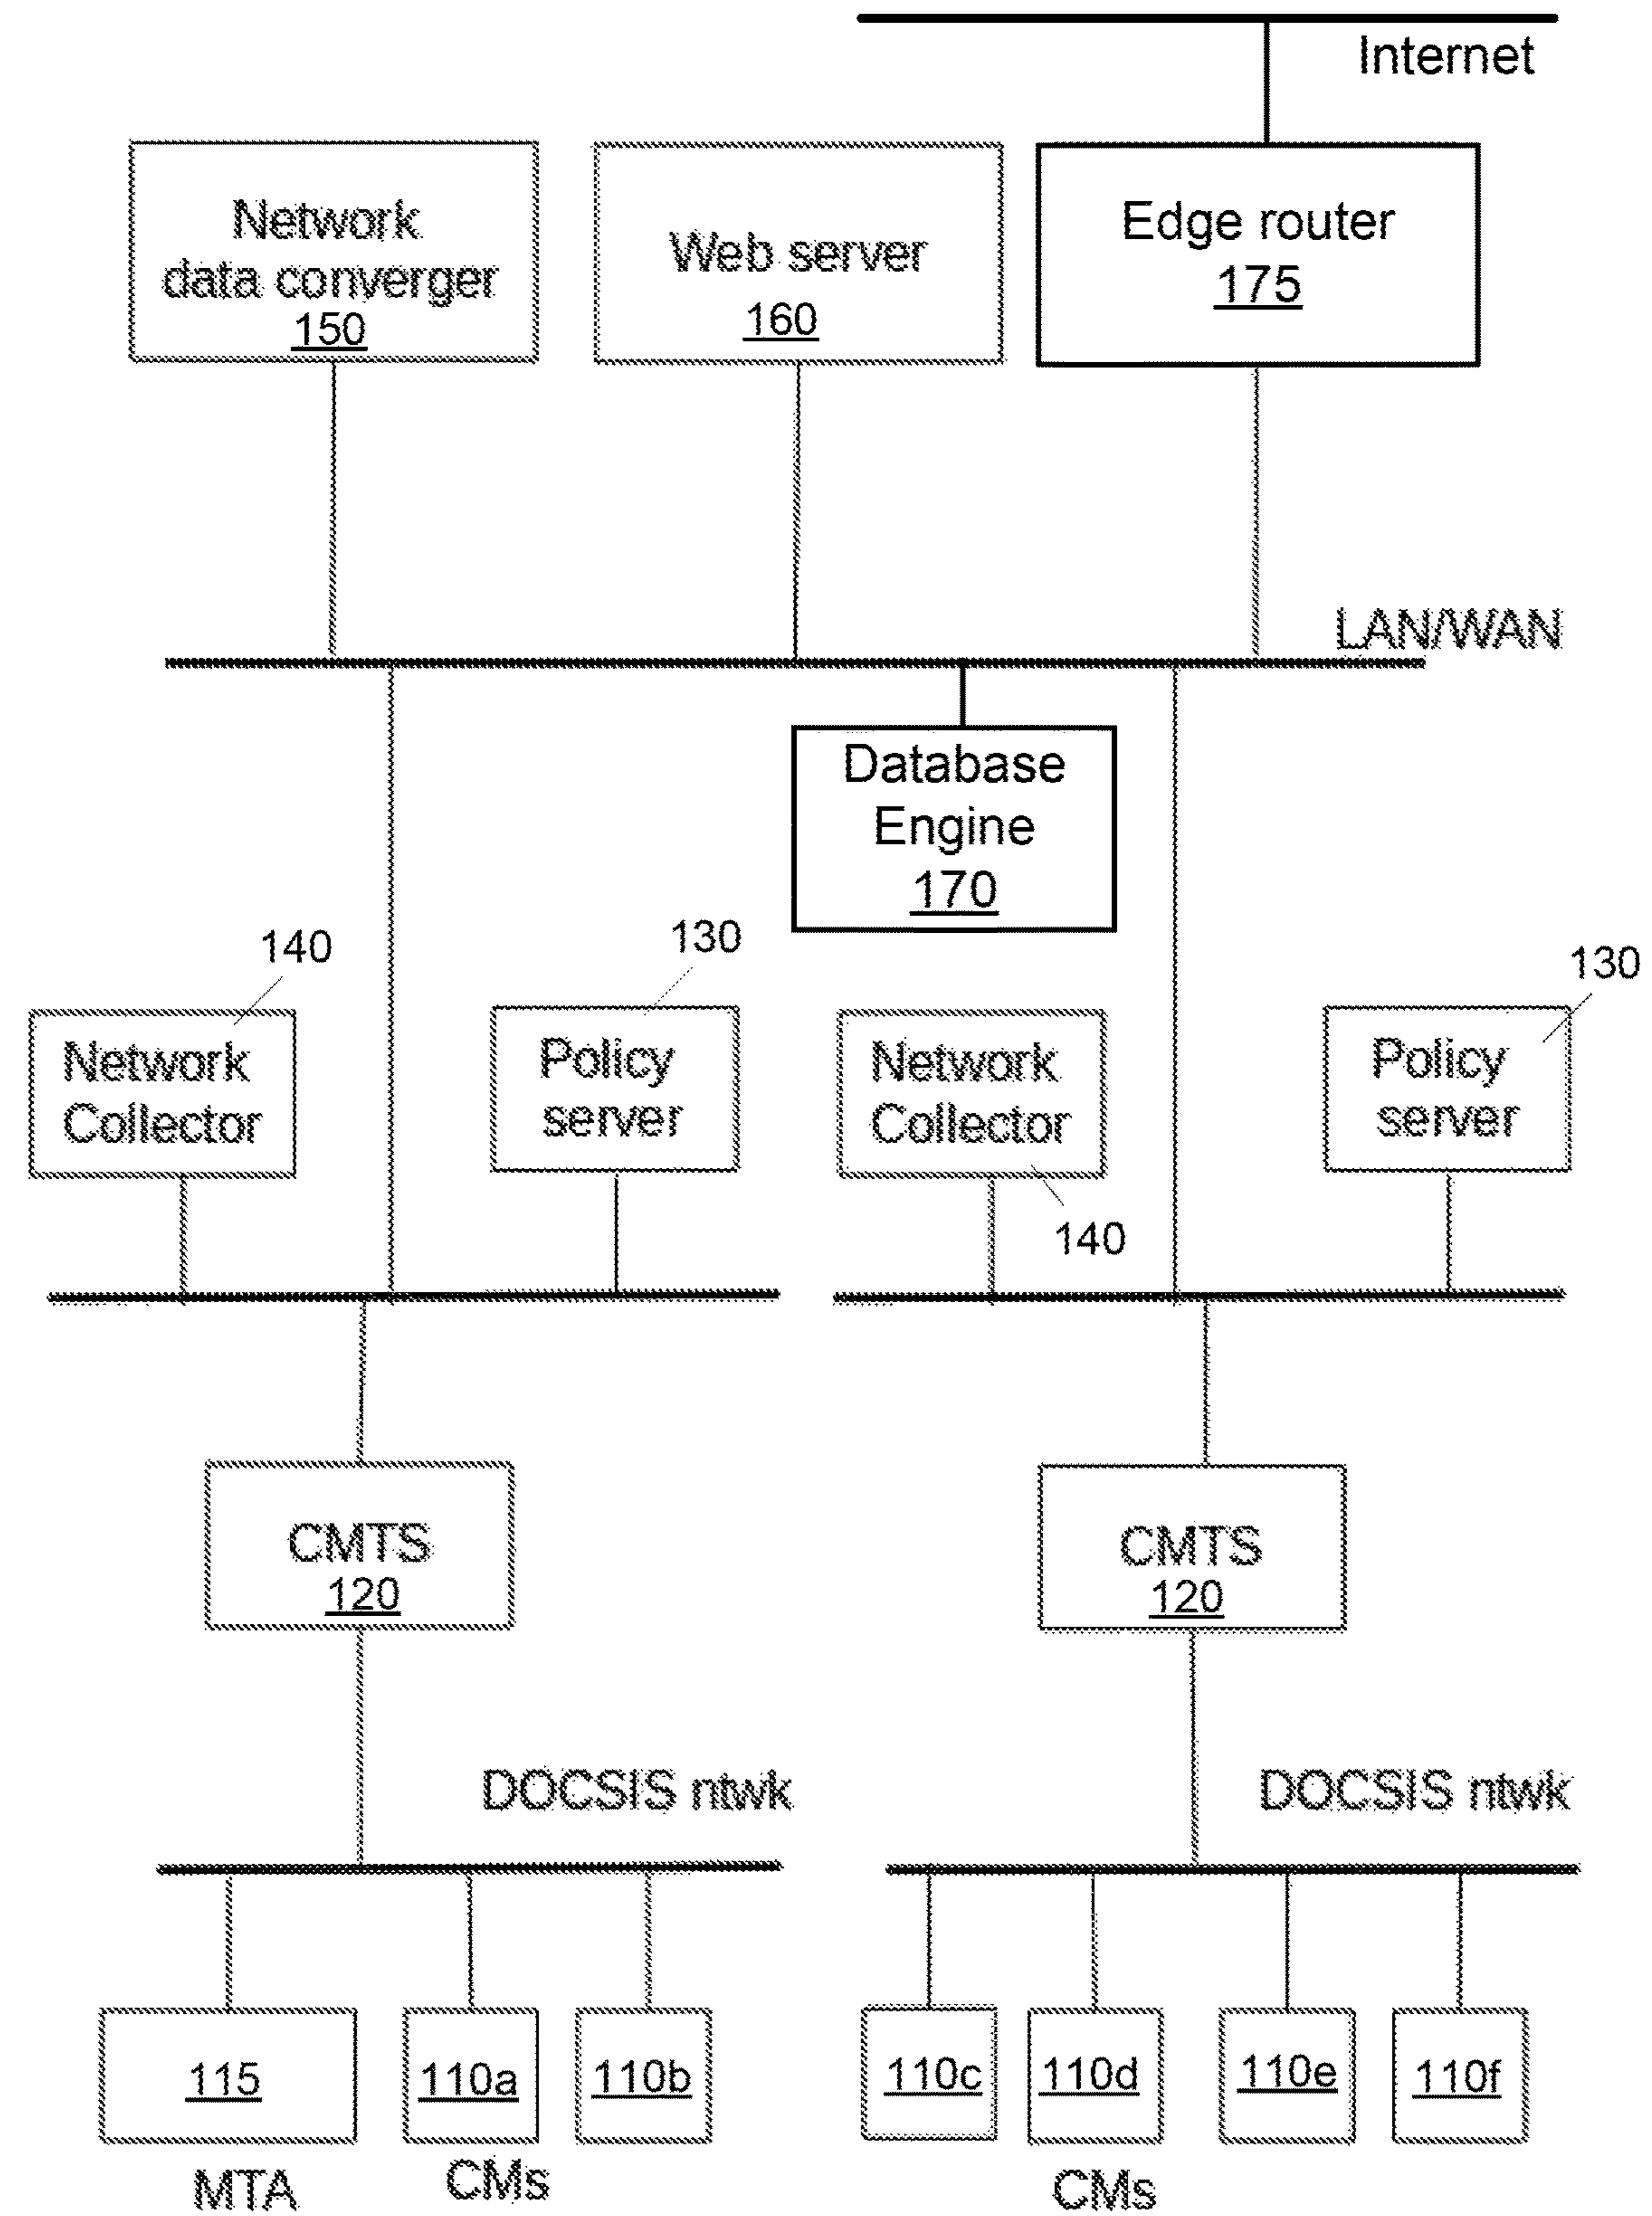 Internet
Network
data converger
150
Web server
160
Edge router
175
LAN/WAN
Database
Engine
170
140
130
130
Network
Collector
Policy
server
Network
Collector
Policy
server
140
CMTS
120
CMTS
120
DOCSIS ntwk
DOCSIS ntwk
115
110a
110b
110c
110d
110e
110f
MTA
CMs
CMs